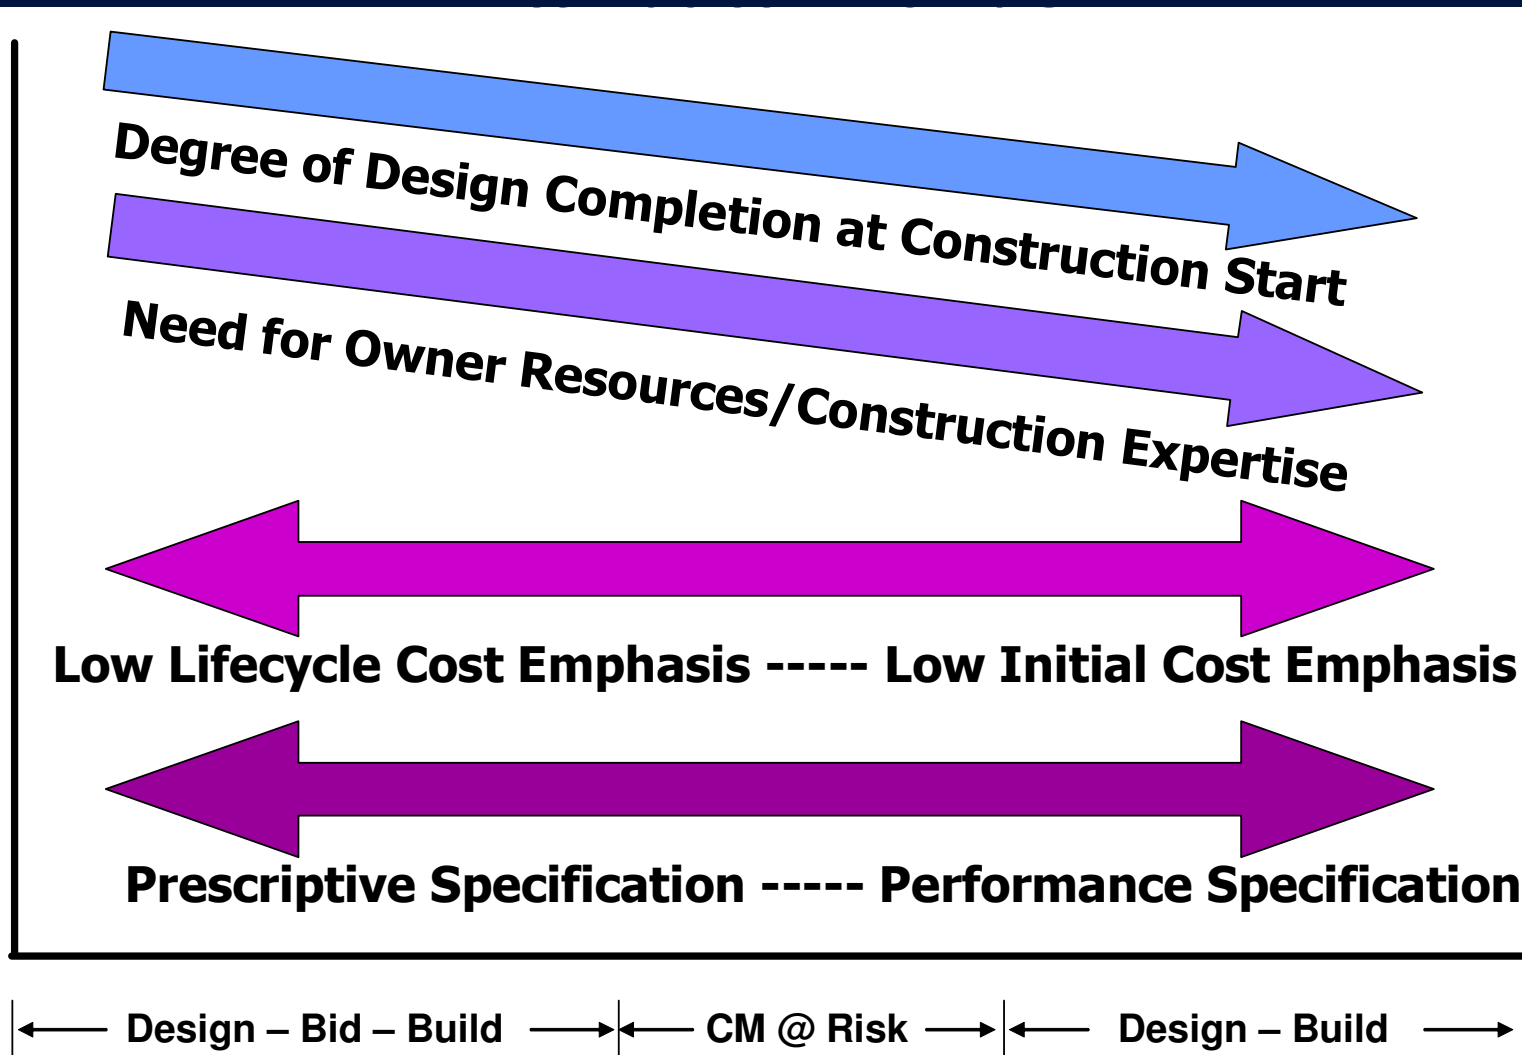 Degree of Design Completion at Construction Start
Need for Owner Resources/Construction Expertise
Low Lifecycle Cost Emphasis ----- Low Initial Cost Emphasis
Prescriptive Specification ----- Performance Specification
Design – Bid – Build
CM @ Risk
Design – Build